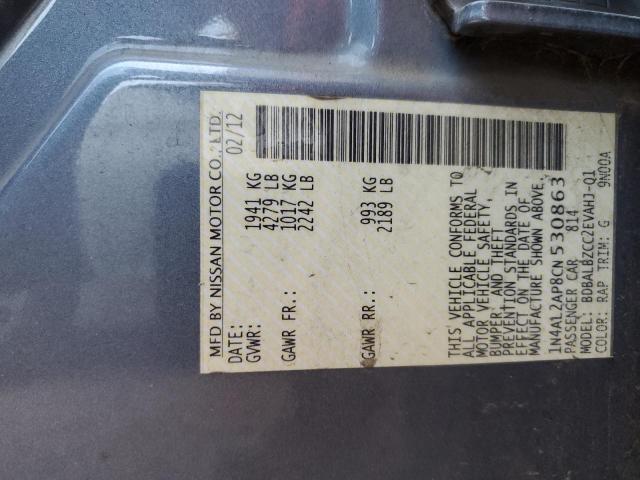 MFD BY NISSAN MOTOR CO., LTD.
DATE: 02/12
GVWR: 1941 KG
4279 LB
GAWR FR.: 1017 KG
2242 LB
GAWR RR.: 993 KG
2189 LB
THIS VEHICLE CONFORMS TO
ALL APPLICABLE FEDERAL
MOTOR VEHICLE SAFETY,
BUMPER, AND THEFT
PREVENTION STANDARDS IN
EFFECT ON THE DATE OF
MANUFACTURE SHOWN ABOVE.
1N4AL2AP8CN530863
PASSENGER CAR 814
MODEL: BDBALBZCC2EVAHJ-Q1
COLOR: RAP TRIM: G 9N00A